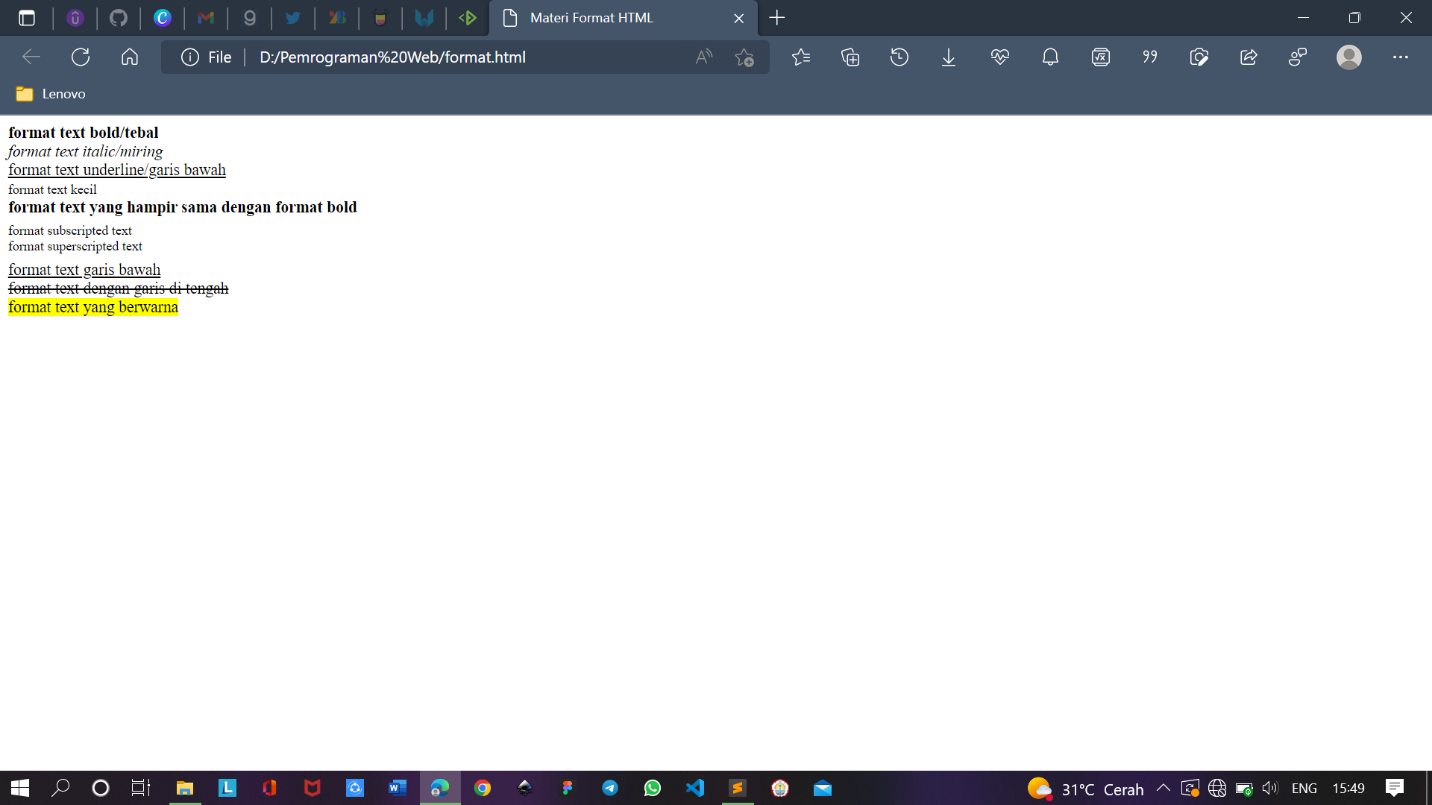 Materi Format HTML
File
D:/Pemrograman%20Web/format.html
Lenovo
format text bold/tebal
format text italic/miring
format text underline/garis bawah
format text kecil
format text yang hampir sama dengan format bold
format subscripted text
format superscripted text
format text garis bawah
format text dengan garis di tengah
format text yang berwarna
31°C Cerah
ENG
15:49